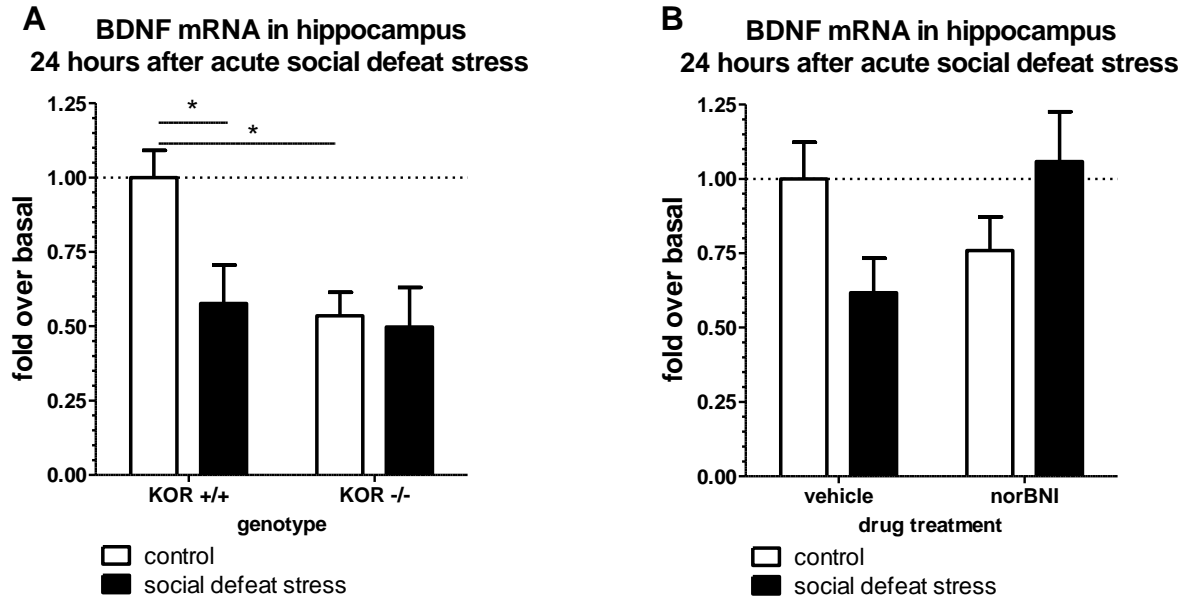 A
BDNF mRNA in hippocampus
24 hours after acute social defeat stress
fold over basal
1.25
1.00
0.75
0.50
0.25
0.00
*
*
KOR +/+ KOR -/-
genotype
control
social defeat stress
B
BDNF mRNA in hippocampus
24 hours after acute social defeat stress
fold over basal
1.25
1.00
0.75
0.50
0.25
0.00
vehicle norBNI
drug treatment
control
social defeat stress